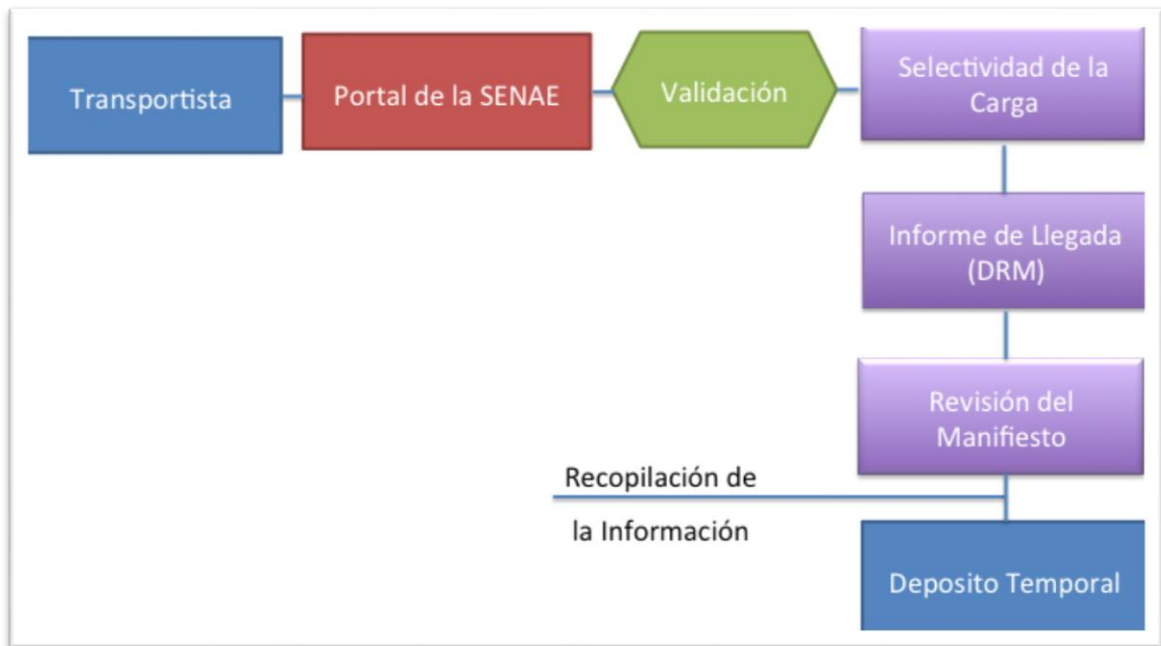 Transportista
Portal de la SENAE
Validación
Selectividad de la
Carga
Informe de Llegada
(DRM)
Revisión del
Manifiesto
Recopilación de
la Información
Deposito Temporal